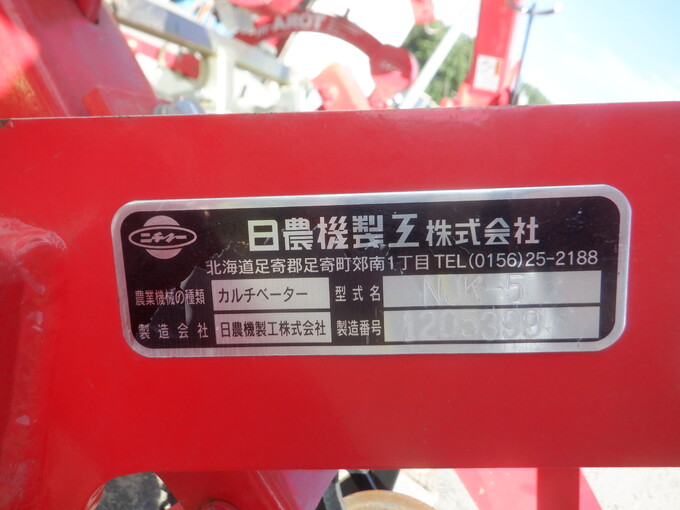 TOPA
ニチノー
日農機製工株式会社
北海道足寄郡足寄町郊南1丁目 TEL(0156)25-2188
農業機械の種類 カルチベーター 型式名
製造会社 日農機製工株式会社 製造番号